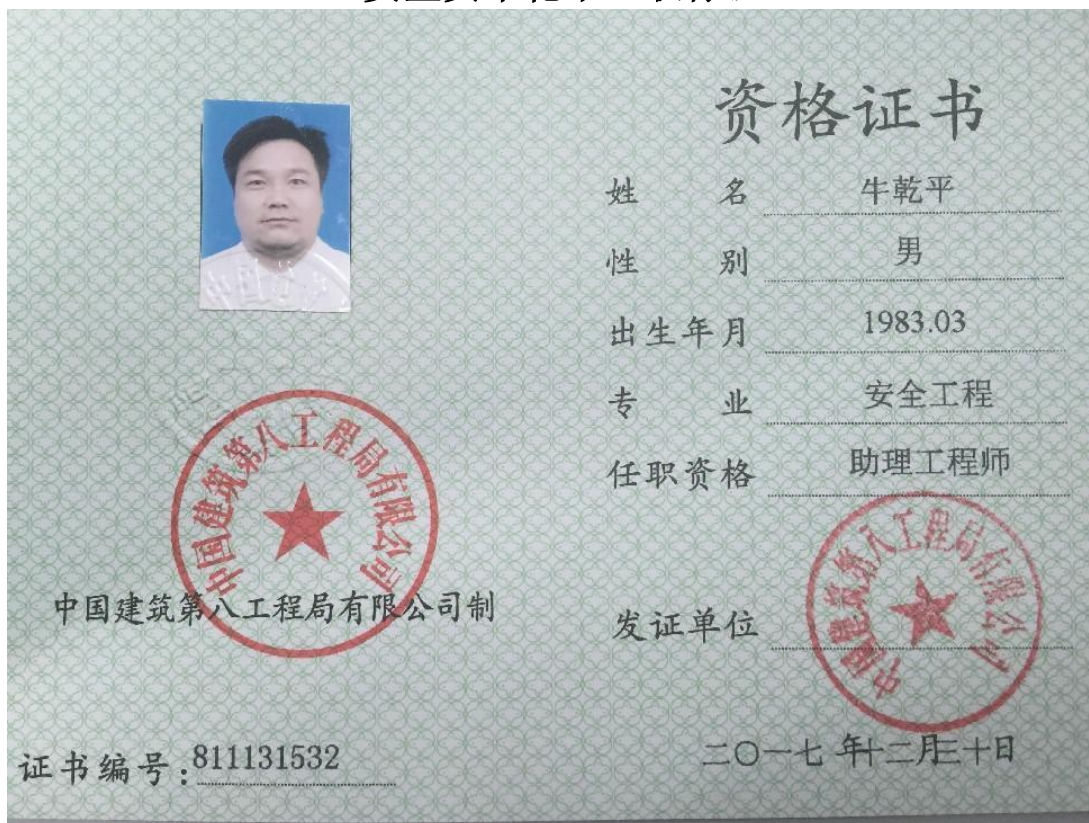 资格证书
姓 名 牛乾平
性 别 男
出生年月 1983.03
专 业 安全工程
任职资格 助理工程师
中国建筑第八工程局有限公司
中国建筑第八工程局有限公司制
发证单位
中国建筑第八工程局有限公司
证书编号:811131532
二〇一七 年十二月三十日